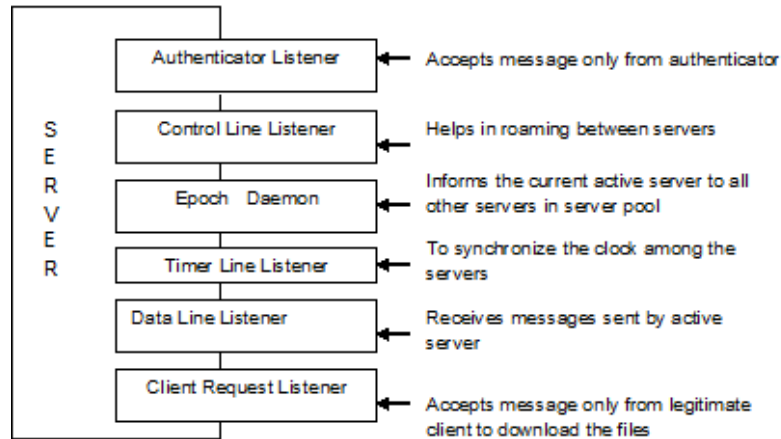 Authenticator Listener
Accepts message only from authenticator
Control Line Listener
Helps in roaming between servers
S
E
R
V
E
R
Epoch Daemon
Informs the current active server to all
other servers in server pool
Timer Line Listener
To synchronize the clock among the
servers
Data Line Listener
Receives messages sent by active
server
Client Request Listener
Accepts message only from legitimate
client to download the files